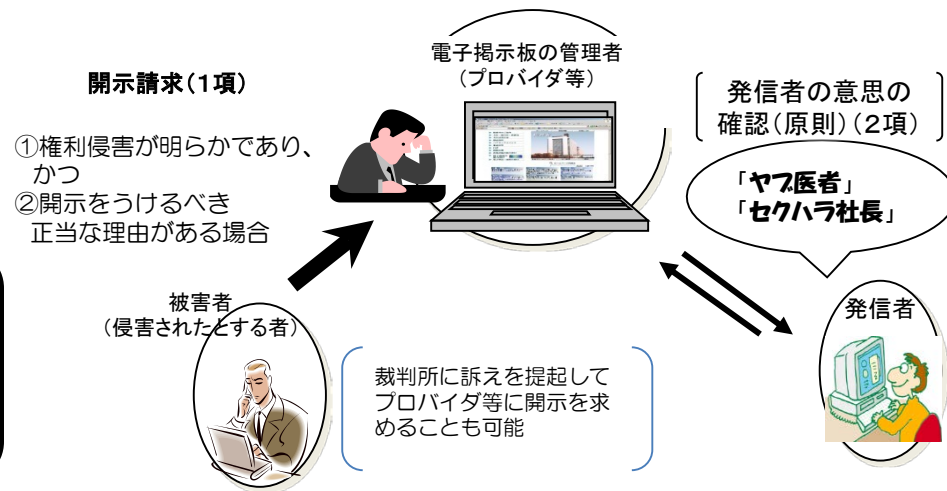 電子掲示板の管理者
(プロバイダ等)
開示請求(1項)
①権利侵害が明らかであり、
かつ
②開示をうけるべき
正当な理由がある場合
発信者の意思の
確認(原則)(2項)
「ヤブ医者」
「セクハラ社長」
被害者
(侵害されたとする者)
発信者
裁判所に訴えを提起して
プロバイダ等に開示を求
めることも可能